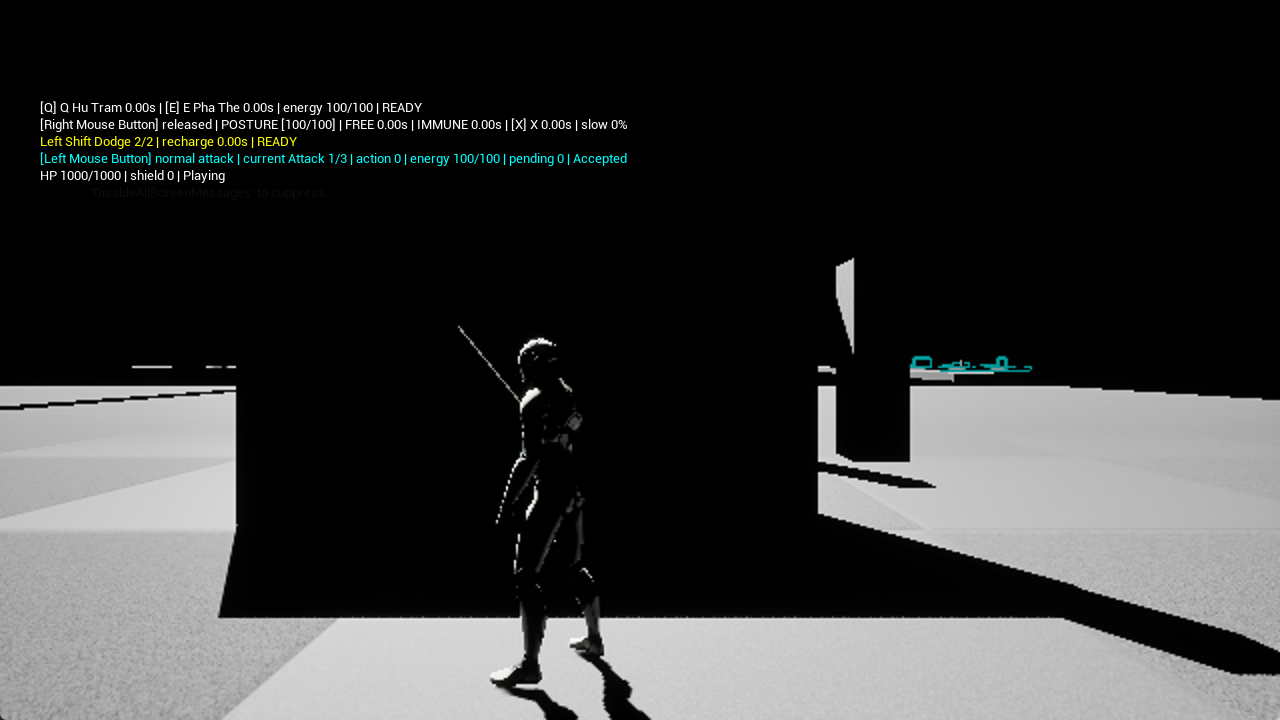 [Q] Q Hu Tram 0.00s | [E] E Pha The 0.00s | energy 100/100 | READY
[Right Mouse Button] released | POSTURE [100/100] | FREE 0.00s | IMMUNE 0.00s | [X] X 0.00s | slow 0%
Left Shift Dodge 2/2 | recharge 0.00s | READY
[Left Mouse Button] normal attack | current Attack 1/3 | action 0 | energy 100/100 | pending 0 | Accepted
HP 1000/1000 | shield 0 | Playing
'DisableAllScreenMessages' to suppress